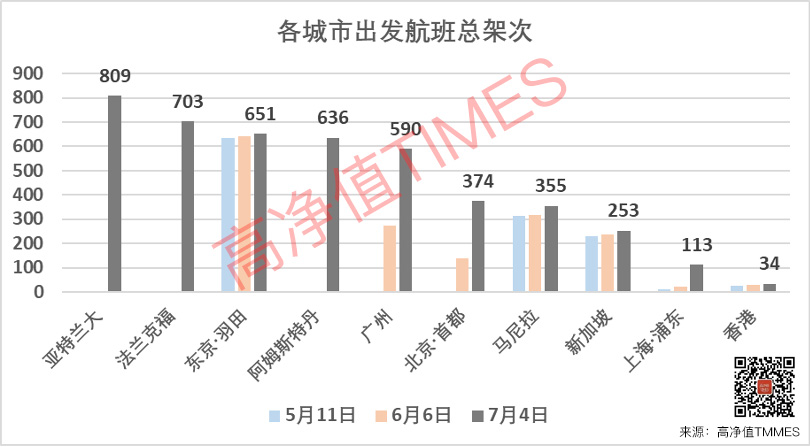 各城市出发航班总架次
900
800
700
600
500
400
300
200
100
0
809
703
651
636
590
374
355
253
113
34
亚特兰大
法兰克福
东京·羽田
阿姆斯特丹
广州
北京·首都
马尼拉
新加坡
上海·浦东
香港
5月11日 6月6日 7月4日
高净值TIMES
来源：高净值TMMES